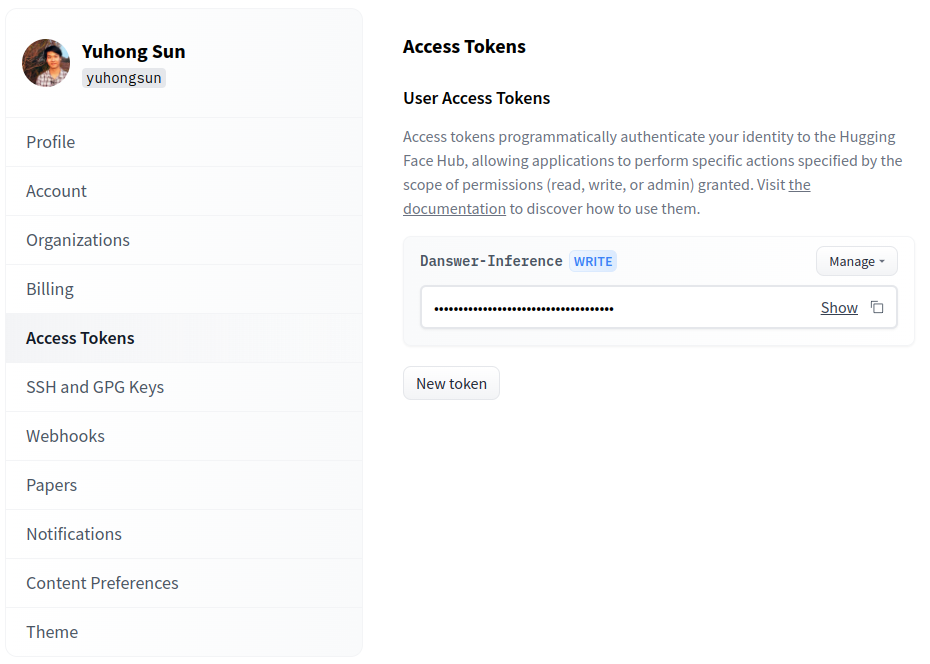 Yuhong Sun
yuhongsun
Profile
Account
Organizations
Billing
Access Tokens
SSH and GPG Keys
Webhooks
Papers
Notifications
Content Preferences
Theme
Access Tokens
User Access Tokens
Access tokens programmatically authenticate your identity to the Hugging
Face Hub, allowing applications to perform specific actions specified by the
scope of permissions (read, write, or admin) granted. Visit the
documentation to discover how to use them.
Danswer-Inference WRITE
Manage
•••••••••••••••••••••••••••••••••••••
Show
New token